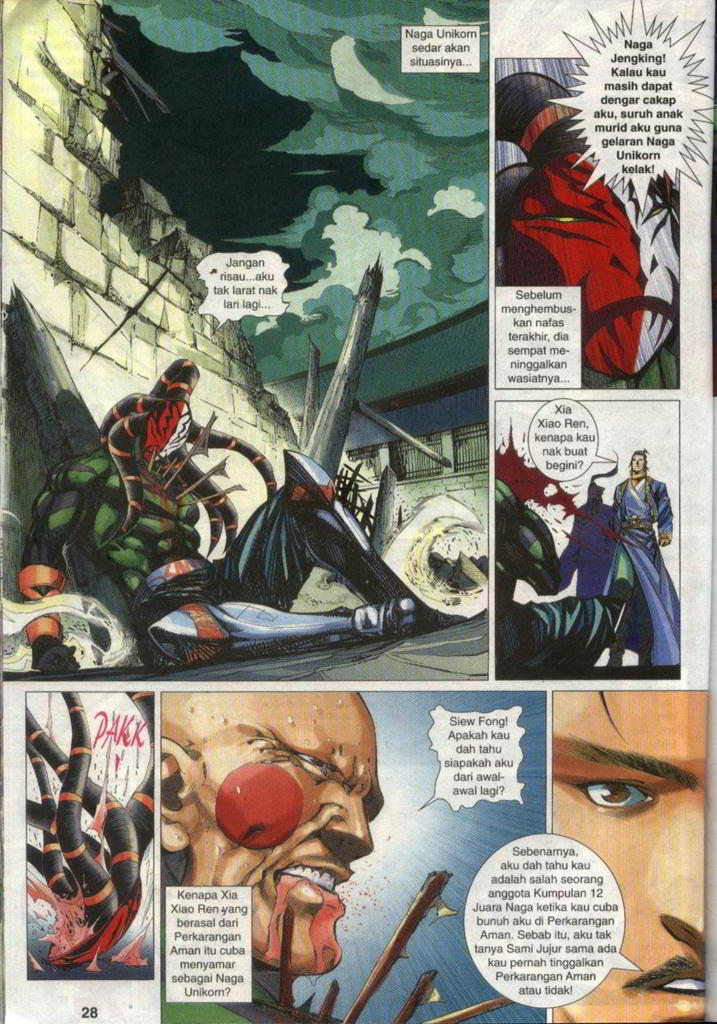 Naga Unikorn
sedar akan
situasinya...
Jangan
risau...aku
tak larat nak
lari lagi...
Naga
Jengking!
Kalau kau
masih dapat
dengar cakap
aku, suruh anak
murid aku guna
gelaran Naga
Unikorn
kelak!
Sebelum
menghembus-
kan nafas
terakhir, dia
sempat me-
ninggalkan
wasiatnya...
Xia
Xiao Ren,
kenapa kau
nak buat
begini?
PAKK
!
Kenapa Xia
Xiao Ren yang
berasal dari
Perkarangan
Aman itu cuba
menyamar
sebagai Naga
Unikorn?
Siew Fong!
Apakah kau
dah tahu
siapakah aku
dari awal-
awal lagi?
Sebenarnya,
aku dah tahu kau
adalah salah seorang
anggota Kumpulan 12
Juara Naga ketika kau cuba
bunuh aku di Perkarangan
Aman. Sebab itu, aku tak
tanya Sami Jujur sama ada
kau pernah tinggalkan
Perkarangan Aman
atau tidak!
28